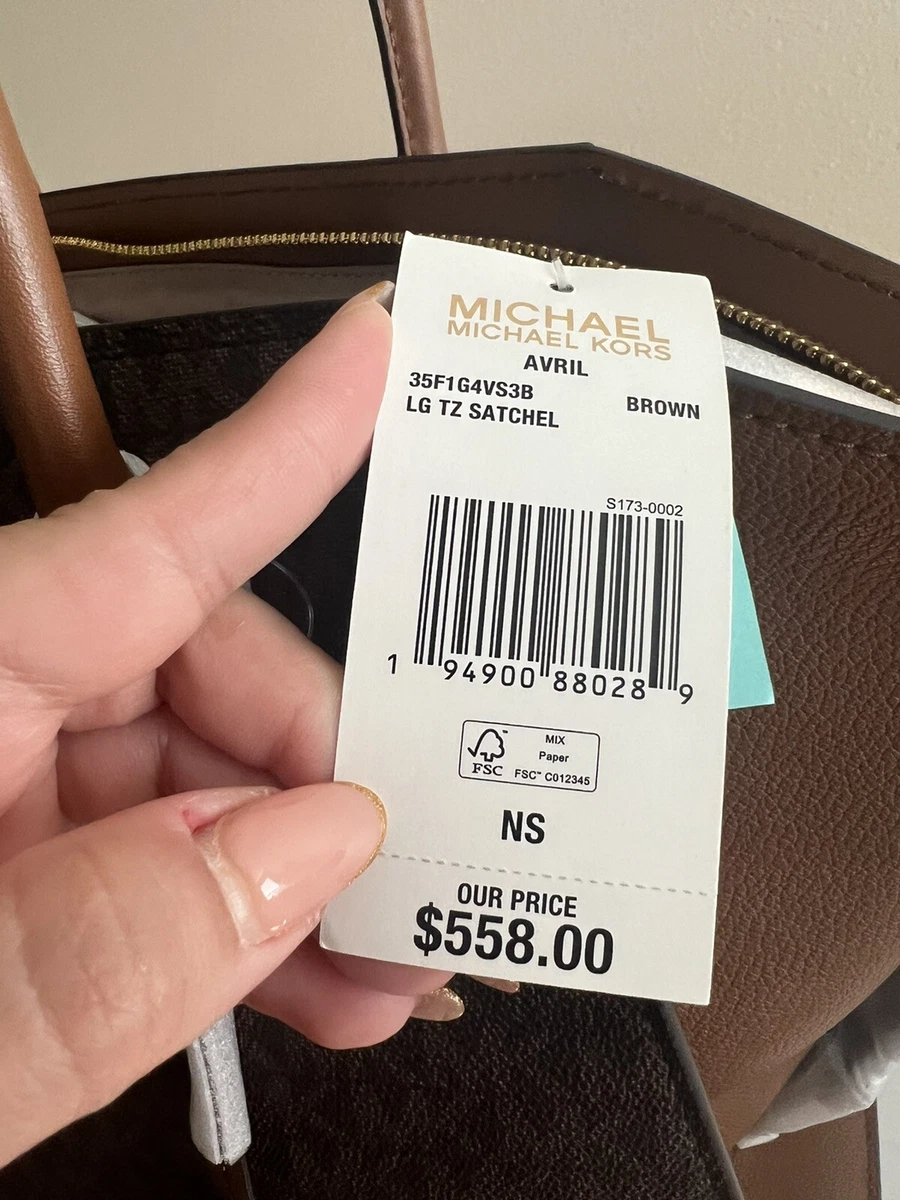 MICHAEL
MICHAEL KORS
AVRIL
35F1G4VS3B
LG TZ SATCHEL BROWN
S173-0002
1 94900 88028 9
FSC
MIX
Paper
FSC™ C012345
NS
OUR PRICE
$558.00